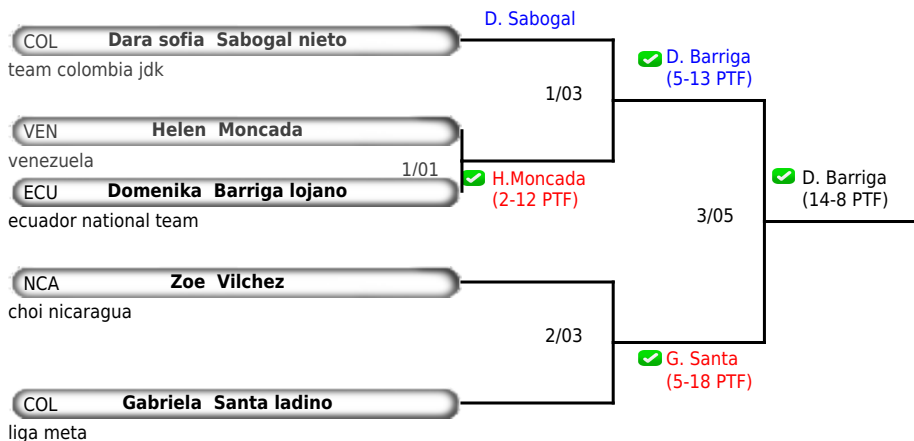 D. Sabogal
COL Dara sofia Sabogal nieto
team colombia jdk
D. Barriga
(5-13 PTF)
1/03
VEN Helen Moncada
venezuela
1/01
H.Moncada
(2-12 PTF)
ECU Domenika Barriga lojano
ecuador national team
D. Barriga
(14-8 PTF)
3/05
NCA Zoe Vilchez
choi nicaragua
2/03
G. Santa
(5-18 PTF)
COL Gabriela Santa ladino
liga meta